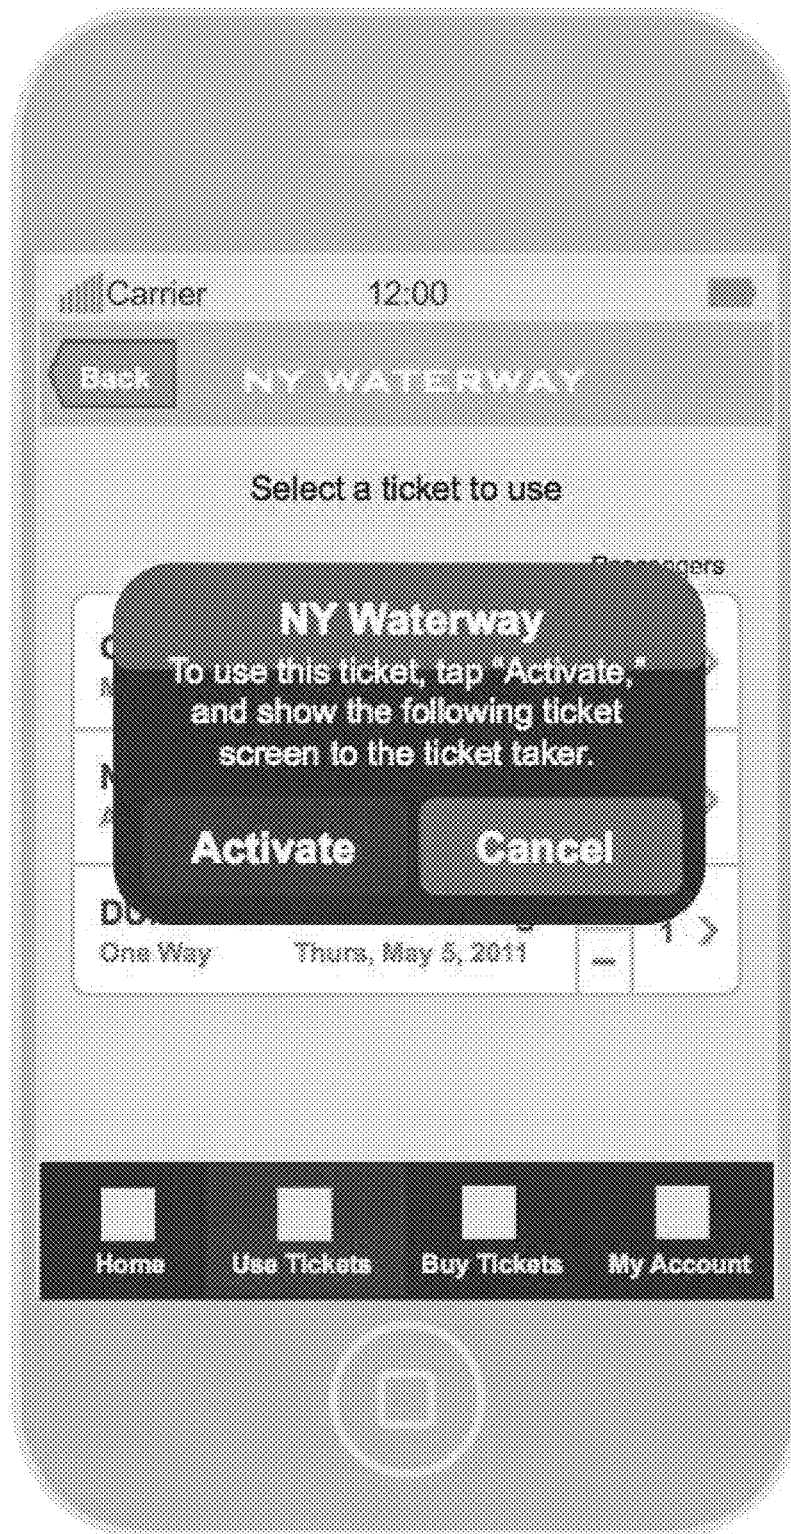 Carrier 12:00
Back NY WATERWAY
Select a ticket to use
NY Waterway
To use this ticket, tap "Activate,"
and show the following ticket
screen to the ticket taker.
Activate Cancel
1 >
One Way Thurs, May 5, 2011 −
Home Use Tickets Buy Tickets My Account